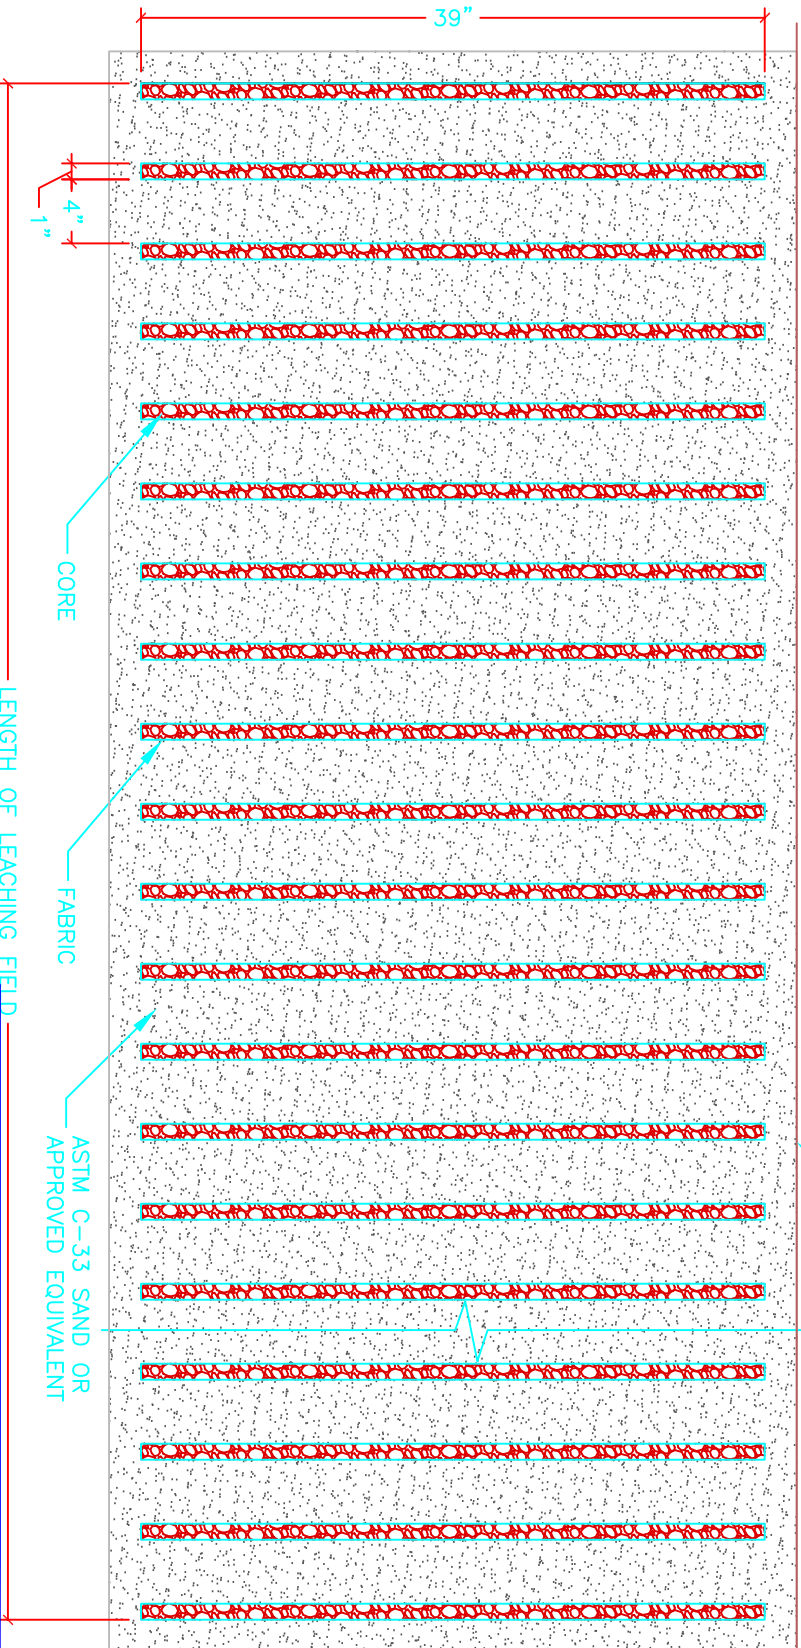 39"
4"
1"
CORE
FABRIC
LENGTH OF LEACHING FIELD
ASTM C-33 SAND OR
APPROVED EQUIVALENT